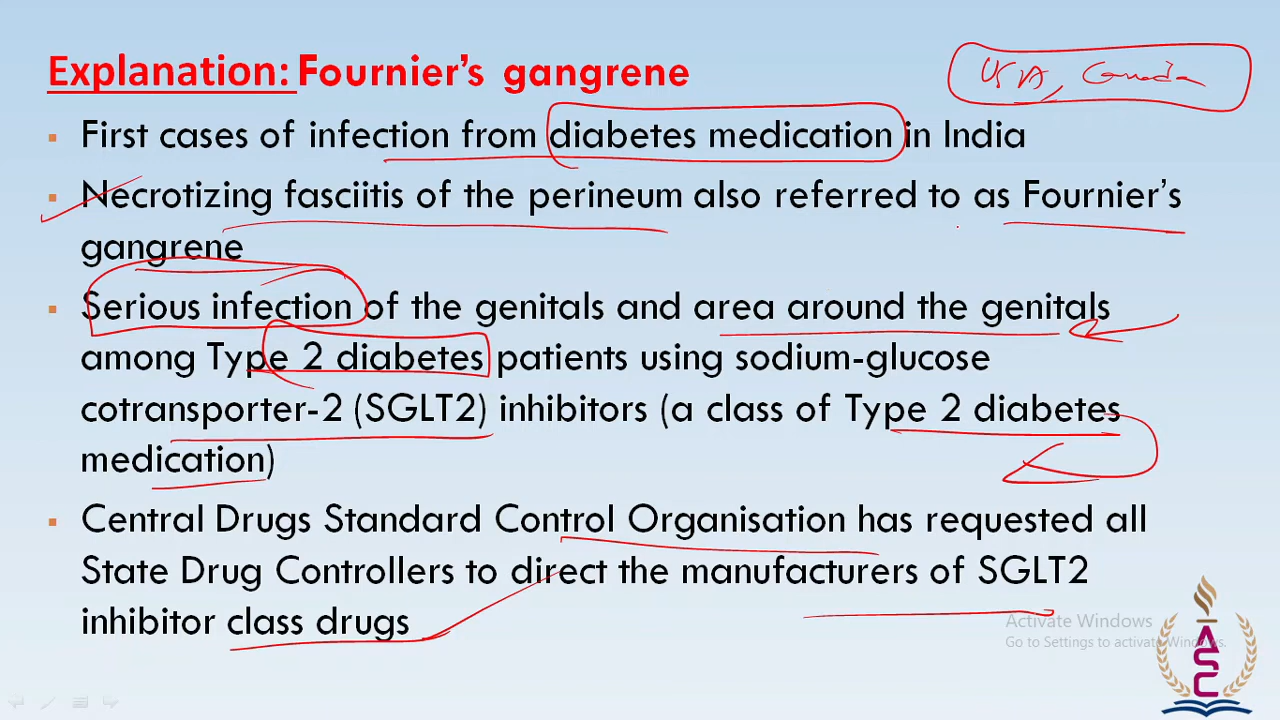 Explanation: Fournier's gangrene
USA, Canada
▪ First cases of infection from diabetes medication in India
▪ Necrotizing fasciitis of the perineum also referred to as Fournier's
gangrene
▪ Serious infection of the genitals and area around the genitals
among Type 2 diabetes patients using sodium-glucose
cotransporter-2 (SGLT2) inhibitors (a class of Type 2 diabetes
medication)
▪ Central Drugs Standard Control Organisation has requested all
State Drug Controllers to direct the manufacturers of SGLT2
inhibitor class drugs
Activate Windows
Go to Settings to activate Windows.
ASC